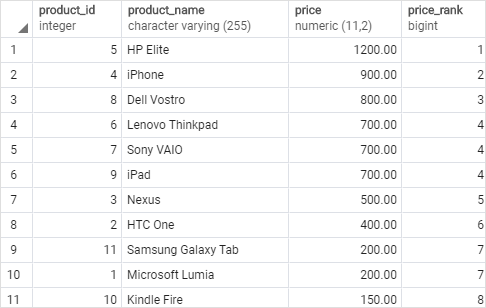 product_id product_name price price_rank
integer character varying (255) numeric (11,2) bigint
1 5 HP Elite 1200.00 1
2 4 iPhone 900.00 2
3 8 Dell Vostro 800.00 3
4 6 Lenovo Thinkpad 700.00 4
5 7 Sony VAIO 700.00 4
6 9 iPad 700.00 4
7 3 Nexus 500.00 5
8 2 HTC One 400.00 6
9 11 Samsung Galaxy Tab 200.00 7
10 1 Microsoft Lumia 200.00 7
11 10 Kindle Fire 150.00 8